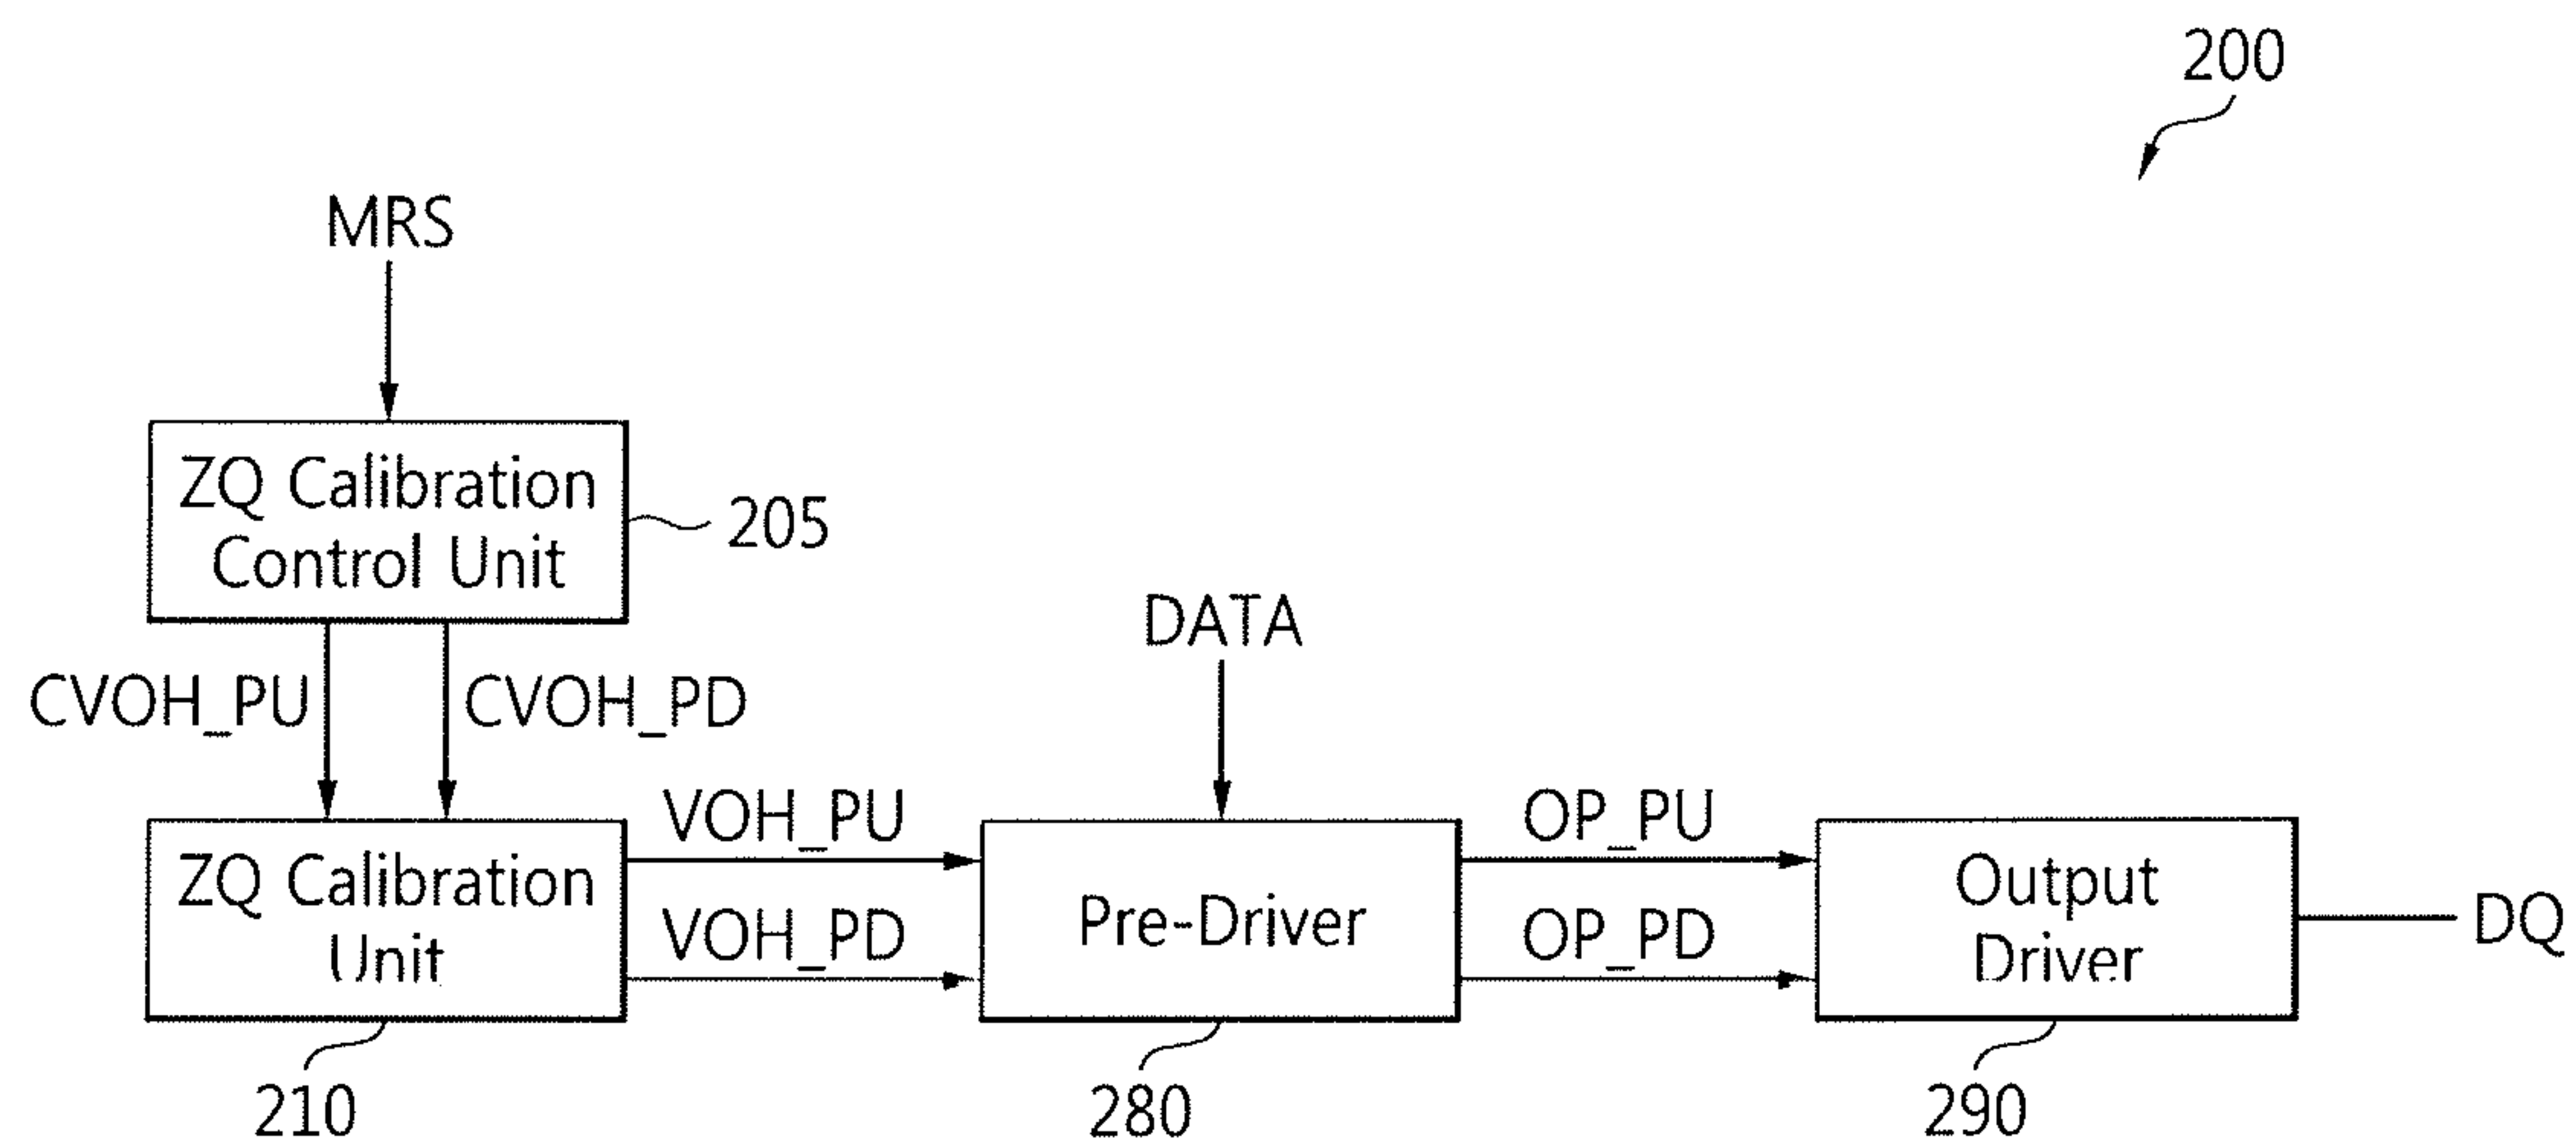 200
MRS
ZQ Calibration
Control Unit
205
CVOH_PU
CVOH_PD
DATA
ZQ Calibration
Unit
210
VOH_PU
VOH_PD
Pre-Driver
280
OP_PU
OP_PD
Output
Driver
290
DQ